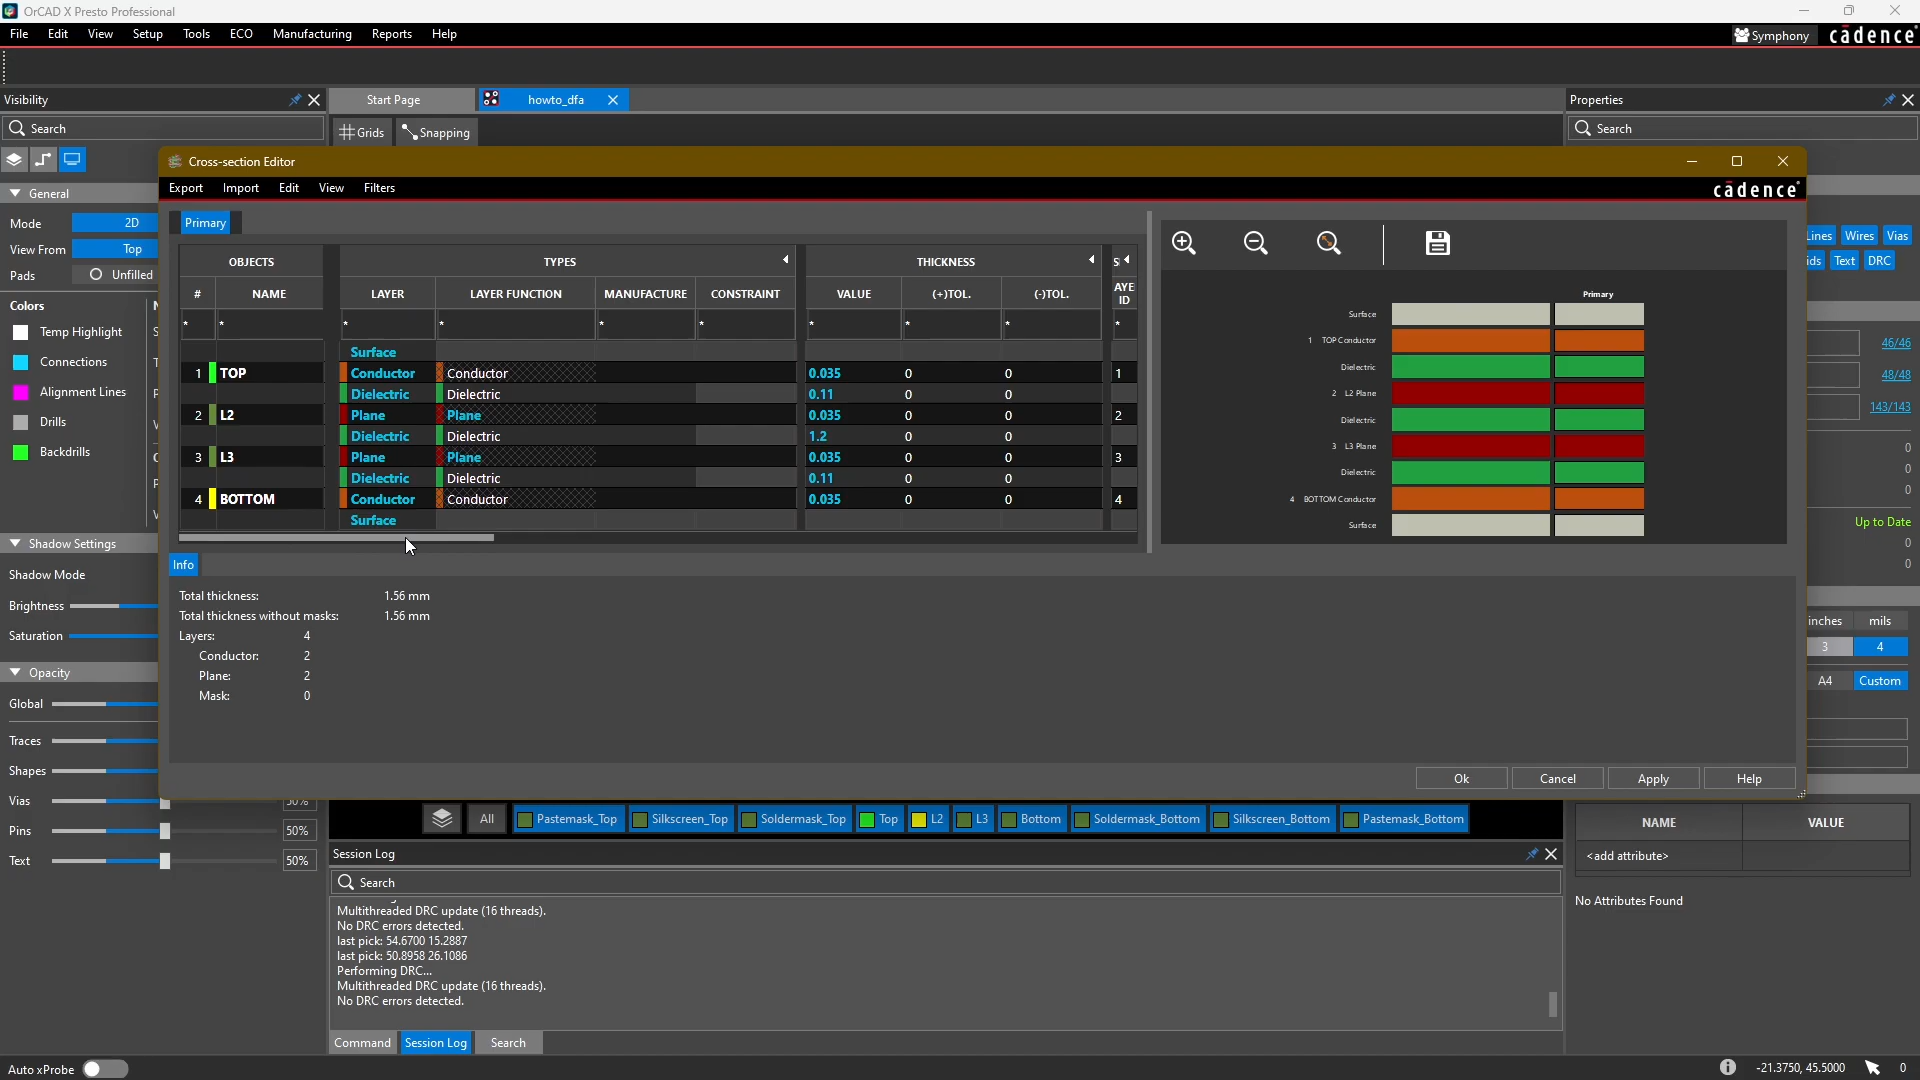 OrCAD X Presto Professional
File Edit View Setup Tools ECO Manufacturing Reports Help
Symphony cādence
Visibility
Start Page
howto_dfa
Properties
Search
Grids
Snapping
Search
Cross-section Editor
Export Import Edit View Filters
cādence
General
Mode 2D
View From Top
Pads Unfilled
Colors
Temp Highlight
Connections
Alignment Lines
Drills
Backdrills
Shadow Settings
Shadow Mode
Brightness
Saturation
Opacity
Global
Traces
Shapes
Vias 50%
Pins 50%
Text 50%
Primary
OBJECTS TYPES THICKNESS
# NAME LAYER LAYER FUNCTION MANUFACTURE CONSTRAINT VALUE (+)TOL. (-)TOL. AYE ID
* * * * * * * * * *
Surface
1 TOP Conductor Conductor 0.035 0 0 1
Dielectric Dielectric 0.11 0 0
2 L2 Plane Plane 0.035 0 0 2
Dielectric Dielectric 1.2 0 0
3 L3 Plane Plane 0.035 0 0 3
Dielectric Dielectric 0.11 0 0
4 BOTTOM Conductor Conductor 0.035 0 0 4
Surface
Primary
Surface
1 TOP Conductor
Dielectric
2 L2 Plane
Dielectric
3 L3 Plane
Dielectric
4 BOTTOM Conductor
Surface
Info
Total thickness: 1.56 mm
Total thickness without masks: 1.56 mm
Layers: 4
Conductor: 2
Plane: 2
Mask: 0
Ok Cancel Apply Help
Lines Wires Vias
ids Text DRC
46/46
48/48
143/143
0
0
0
Up to Date
0
0
inches mils
3 4
A4 Custom
All Pastemask_Top Silkscreen_Top Soldermask_Top Top L2 L3 Bottom Soldermask_Bottom Silkscreen_Bottom Pastemask_Bottom
Session Log
Search
Multithreaded DRC update (16 threads).
No DRC errors detected.
last pick: 54.6700 15.2887
last pick: 50.8958 26.1086
Performing DRC...
Multithreaded DRC update (16 threads).
No DRC errors detected.
Command Session Log Search
NAME VALUE
<add attribute>
No Attributes Found
Auto xProbe
-21.3750, 45.5000 0